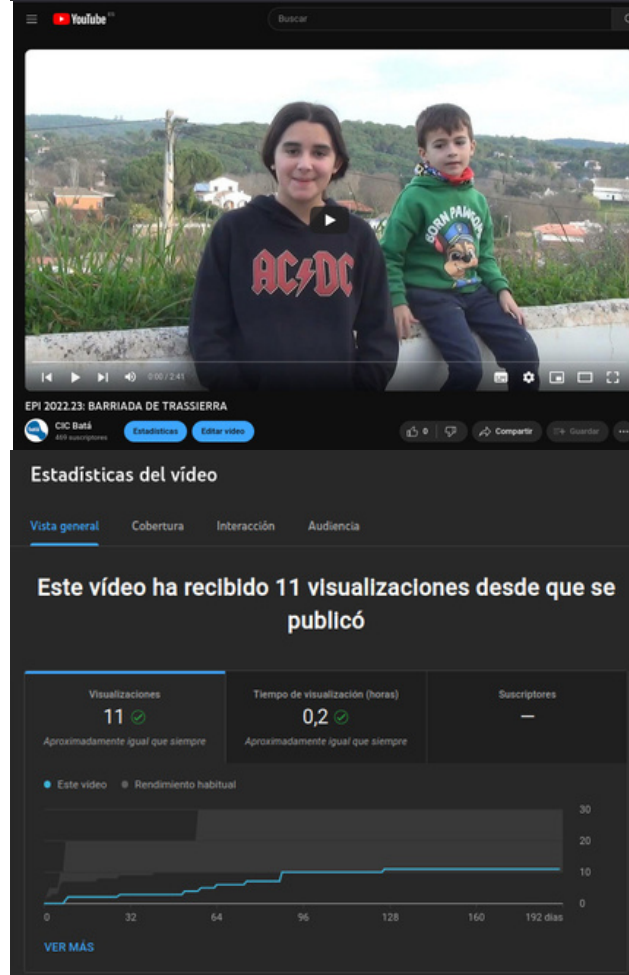 YouTube ES
Buscar
AC⚡DC
BORN PAWSOME
0:00 / 2:41
EPI 2022.23: BARRIADA DE TRASSIERRA
CIC Batá
469 suscriptores
Estadísticas
Editar vídeo
0
Compartir
Guardar
Estadísticas del vídeo
Vista general Cobertura Interacción Audiencia
Este vídeo ha recibido 11 visualizaciones desde que se
publicó
Visualizaciones
11
Aproximadamente igual que siempre
Tiempo de visualización (horas)
0,2
Aproximadamente igual que siempre
Suscriptores
—
Este vídeo Rendimiento habitual
30
20
10
0
0 32 64 96 128 160 192 días
VER MÁS